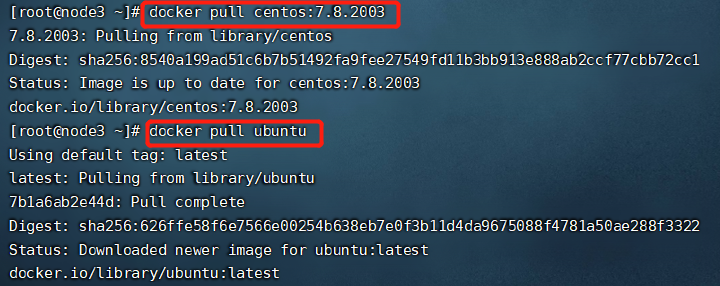 [root@node3 ~]# docker pull centos:7.8.2003
7.8.2003: Pulling from library/centos
Digest: sha256:8540a199ad51c6b7b51492fa9fee27549fd11b3bb913e888ab2ccf77cbb72cc1
Status: Image is up to date for centos:7.8.2003
docker.io/library/centos:7.8.2003
[root@node3 ~]# docker pull ubuntu
Using default tag: latest
latest: Pulling from library/ubuntu
7b1a6ab2e44d: Pull complete
Digest: sha256:626ffe58f6e7566e00254b638eb7e0f3b11d4da9675088f4781a50ae288f3322
Status: Downloaded newer image for ubuntu:latest
docker.io/library/ubuntu:latest